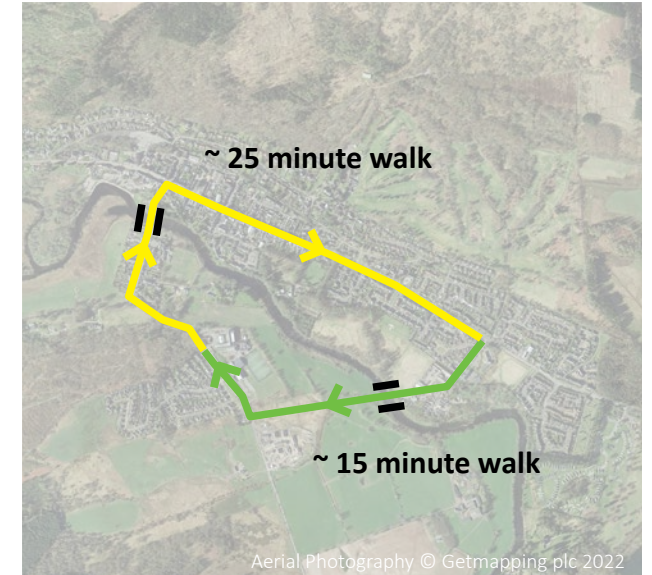 ~ 25 minute walk
~ 15 minute walk
Aerial Photography © Getmapping plc 2022